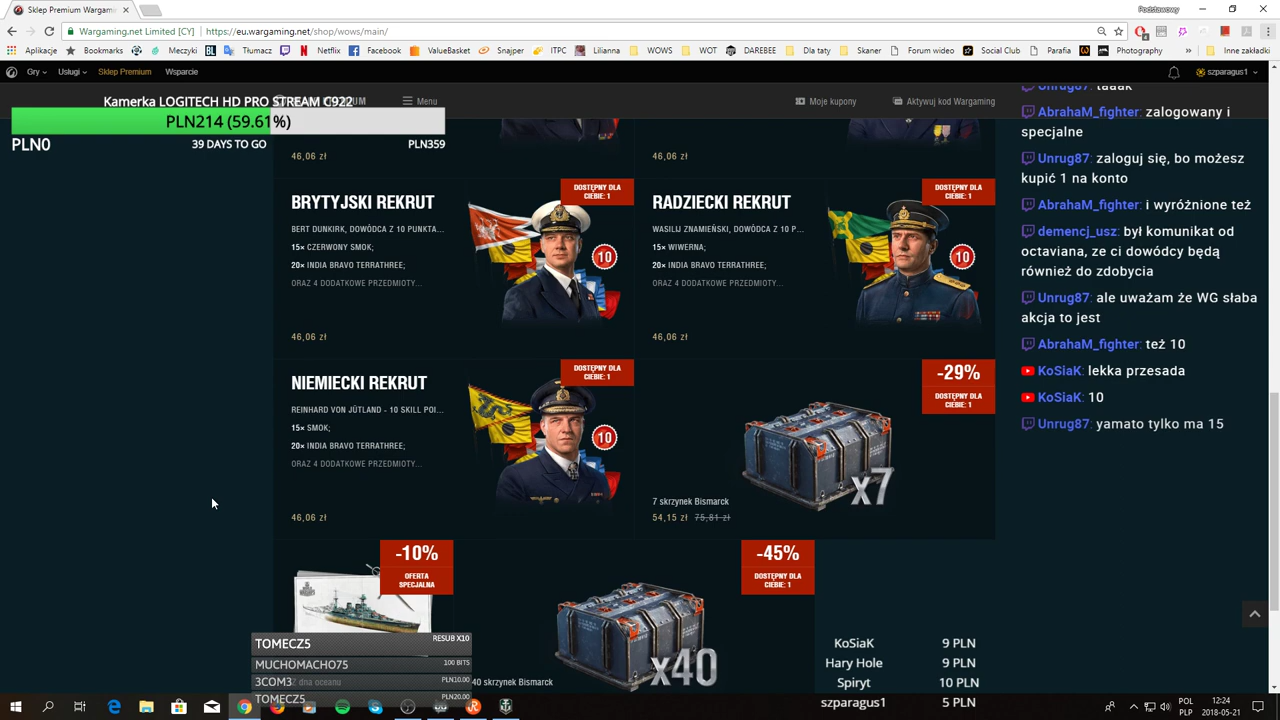 Sklep Premium Wargamin
Podstawowy
Wargaming.net Limited [CY]
https://eu.wargaming.net/shop/wows/main/
Aplikacje
Bookmarks
Meczyki
BL
Tłumacz
Netflix
Facebook
ValueBasket
Snajper
ITPC
Lilianna
WOWS
WOT
DAREBEE
Dla taty
Skaner
Forum wideo
Social Club
Parafia
Photography
»
Inne zakładki
Gry
Usługi
Sklep Premium
Wsparcie
szparagus1
Kamerka LOGITECH HD PRO STREAM C922
Menu
Moje kupony
Aktywuj kod Wargaming
PLN214 (59.61%)
PLN0
39 DAYS TO GO
PLN359
46,06 zł
46,06 zł
BRYTYJSKI REKRUT
DOSTĘPNY DLA
CIEBIE: 1
BERT DUNKIRK, DOWÓDCA Z 10 PUNKTA...
15× CZERWONY SMOK;
20× INDIA BRAVO TERRATHREE;
ORAZ 4 DODATKOWE PRZEDMIOTY...
10
46,06 zł
RADZIECKI REKRUT
DOSTĘPNY DLA
CIEBIE: 1
WASILIJ ZNAMIEŃSKI, DOWÓDCA Z 10 P...
15× WIWERNA;
20× INDIA BRAVO TERRATHREE;
ORAZ 4 DODATKOWE PRZEDMIOTY...
10
46,06 zł
NIEMIECKI REKRUT
DOSTĘPNY DLA
CIEBIE: 1
REINHARD VON JÜTLAND - 10 SKILL POI...
15× SMOK;
20× INDIA BRAVO TERRATHREE;
ORAZ 4 DODATKOWE PRZEDMIOTY...
10
46,06 zł
-29%
DOSTĘPNY DLA
CIEBIE: 1
x7
7 skrzynek Bismarck
54,15 zł 75,81 zł
-10%
OFERTA
SPECJALNA
-45%
DOSTĘPNY DLA
CIEBIE: 1
x40
40 skrzynek Bismarck
TOMECZ5
RESUB X10
MUCHOMACHO75
100 BITS
3COM3
z dna oceanu
PLN10.00
TOMECZ5
PLN20.00
Unrug87: taaak
AbrahaM_fighter: zalogowany i
specjalne
Unrug87: zaloguj się, bo możesz
kupić 1 na konto
AbrahaM_fighter: i wyróżnione też
demencj_usz: był komunikat od
octaviana, ze ci dowódcy będą
również do zdobycia
Unrug87: ale uważam że WG słaba
akcja to jest
AbrahaM_fighter: też 10
KoSiaK: lekka przesada
KoSiaK: 10
Unrug87: yamato tylko ma 15
KoSiaK 9 PLN
Hary Hole 9 PLN
Spiryt 10 PLN
szparagus1 5 PLN
POL
PLP
12:24
2018-05-21